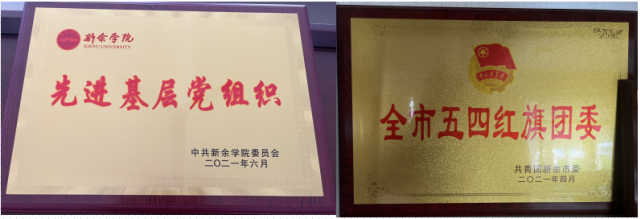 新余学院
XINYU UNIVERSITY
先进基层党组织
中共新余学院委员会
二〇二一年六月
全市五四红旗团委
共青团新余市委
二〇二一年四月